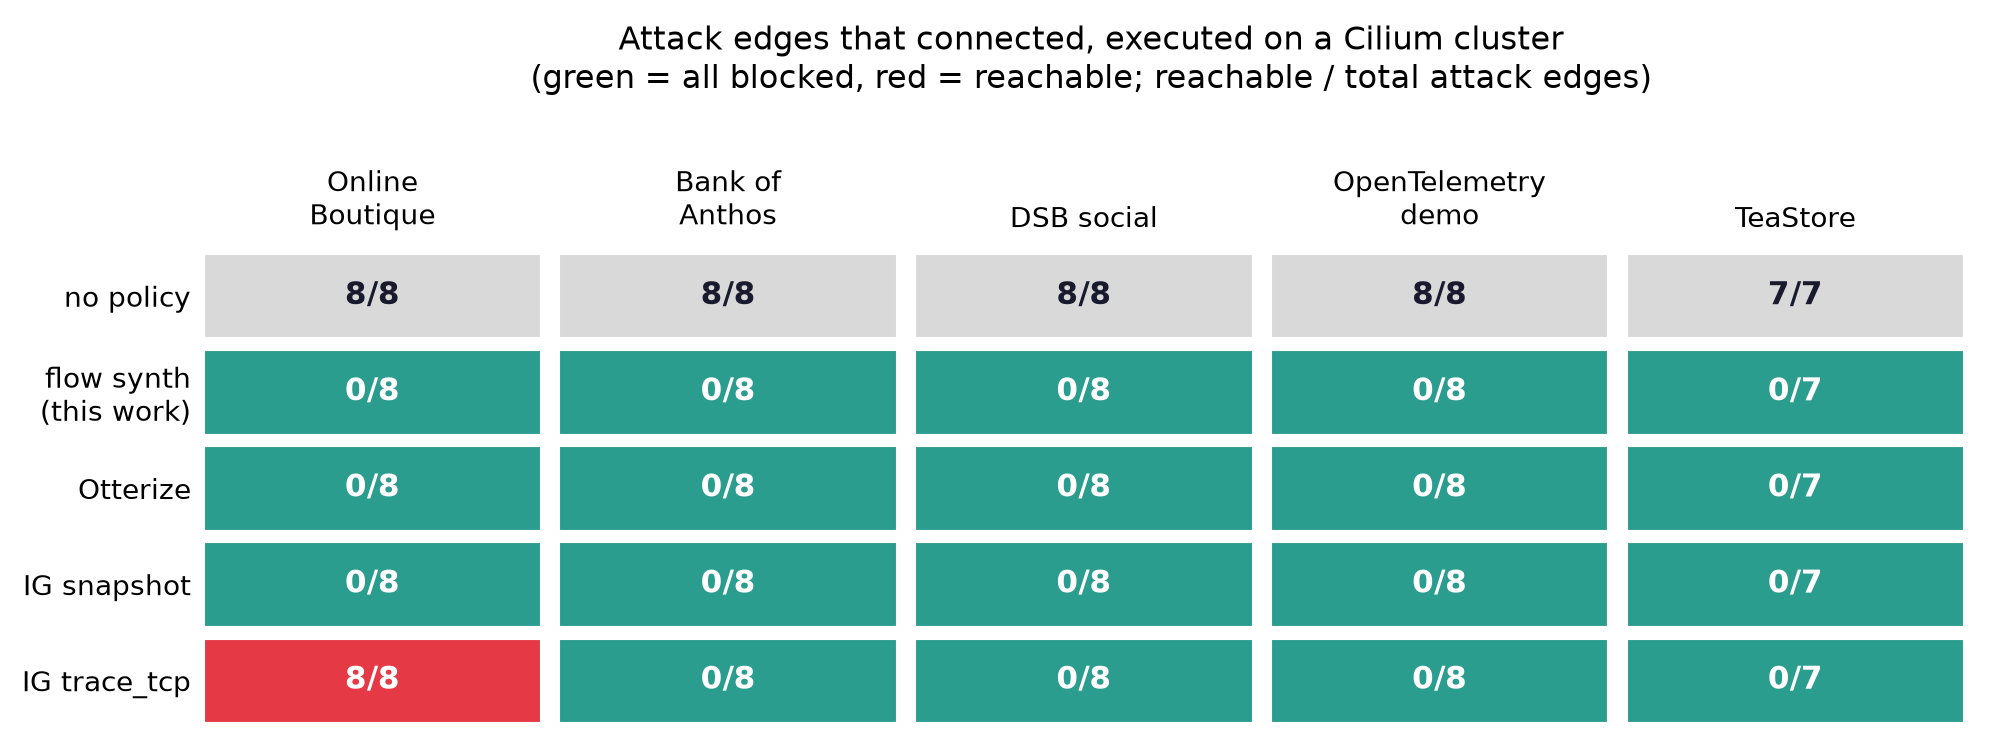 Attack edges that connected, executed on a Cilium cluster
(green = all blocked, red = reachable; reachable / total attack edges)
Online
Boutique
Bank of
Anthos
DSB social
OpenTelemetry
demo
TeaStore
no policy
8/8
8/8
8/8
8/8
7/7
flow synth
(this work)
0/8
0/8
0/8
0/8
0/7
Otterize
0/8
0/8
0/8
0/8
0/7
IG snapshot
0/8
0/8
0/8
0/8
0/7
IG trace_tcp
8/8
0/8
0/8
0/8
0/7